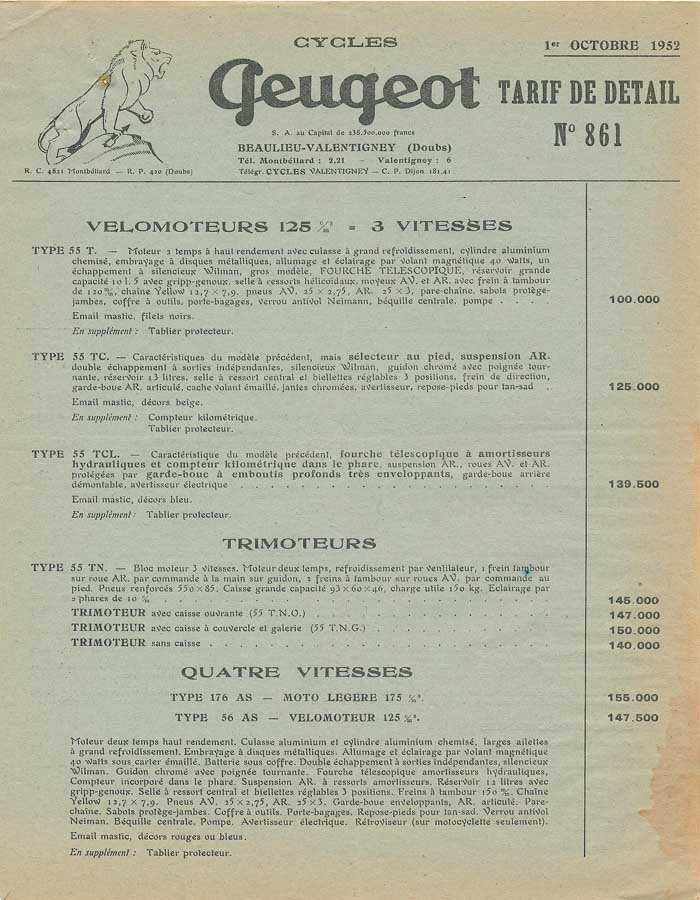 CYCLES
Peugeot
1er OCTOBRE 1952
TARIF DE DETAIL
No 861
S. A. au Capital de 238.500.000 francs
BEAULIEU-VALENTIGNEY (Doubs)
Tél. Montbéliard : 2.21 – Valentigney : 6
Télégr. CYCLES VALENTIGNEY — C. P. Dijon 181.41
R. C. 4821 Montbéliard — R. P. 420 (Doubs)
VELOMOTEURS 125 c/m3 = 3 VITESSES
TYPE 55 T. — Moteur 2 temps à haut rendement avec culasse à grand refroidissement, cylindre aluminium
chemisé, embrayage à disques métalliques, allumage et éclairage par volant magnétique 40 watts, un
échappement à silencieux Wilman, gros modèle, FOURCHE TELESCOPIQUE, réservoir grande
capacité 10 l. 5 avec gripp-genoux, selle à ressorts hélicoïdaux, moyeux AV. et AR. avec frein à tambour
de 120 m/m, chaîne Yellow 12,7 × 7,9, pneus AV. 25 × 2,75, AR. 25 × 3, pare-chaîne, sabots protège-
jambes, coffre à outils, porte-bagages, verrou antivol Neimann, béquille centrale, pompe . . . . 100.000
Email mastic, filets noirs.
En supplément : Tablier protecteur.
TYPE 55 TC. — Caractéristiques du modèle précédent, mais sélecteur au pied, suspension AR.
double échappement à sorties indépendantes, silencieux Wilman, guidon chromé avec poignée tour-
nante, réservoir 13 litres, selle à ressort central et biellettes réglables 3 positions, frein de direction,
garde-boue AR. articulé, cache volant émaillé, jantes chromées, avertisseur, repose-pieds pour tan-sad . . 125.000
Email mastic, décors beige.
En supplément : Compteur kilométrique.
Tablier protecteur.
TYPE 55 TCL. — Caractéristique du modèle précédent, fourche télescopique à amortisseurs
hydrauliques et compteur kilométrique dans le phare, suspension AR., roues AV. et AR.
protégées par garde-boue à emboutis profonds très enveloppants, garde-boue arrière
démontable, avertisseur électrique . . . . . . . . . . 139.500
Email mastic, décors bleu.
En supplément : Tablier protecteur.
TRIMOTEURS
TYPE 55 TN. — Bloc moteur 3 vitesses. Moteur deux temps, refroidissement par ventilateur, 1 frein tambour
sur roue AR. par commande à la main sur guidon, 2 freins à tambour sur roues AV. par commande au
pied. Pneus renforcés 550 × 85. Caisse grande capacité 93 × 60 × 46, charge utile 150 kg. Eclairage par
2 phares de 10 c/m . . . . . . . . . . 145.000
TRIMOTEUR avec caisse ouvrante (55 T.N.O.) . . . . . . . . 147.000
TRIMOTEUR avec caisse à couvercle et galerie (55 T.N.G.) . . . . . . . 150.000
TRIMOTEUR sans caisse . . . . . . . . . . 140.000
QUATRE VITESSES
TYPE 176 AS — MOTO LEGERE 175 c/m3. 155.000
TYPE 56 AS — VELOMOTEUR 125 c/m3. 147.500
Moteur deux temps haut rendement. Culasse aluminium et cylindre aluminium chemisé, larges ailettes
à grand refroidissement. Embrayage à disques métalliques. Allumage et éclairage par volant magnétique
40 watts sous carter émaillé. Batterie sous coffre. Double échappement à sorties indépendantes, silencieux
Wilman. Guidon chromé avec poignée tournante. Fourche télescopique amortisseurs hydrauliques,
Compteur incorporé dans le phare. Suspension AR. à ressorts amortisseurs. Réservoir 12 litres avec
gripp-genoux. Selle à ressort central et biellettes réglables 3 positions. Freins à tambour 150 m/m. Chaîne
Yellow 12,7 × 7,9. Pneus AV. 25 × 2,75, AR. 25 × 3. Garde-boue enveloppants, AR. articulé. Pare-
chaîne. Sabots protège-jambes. Coffre à outils. Porte-bagages. Repose-pieds pour tan-sad. Verrou antivol
Neiman. Béquille centrale. Pompe. Avertisseur électrique. Rétroviseur (sur motocyclette seulement).
Email mastic, décors rouges ou bleus.
En supplément : Tablier protecteur.